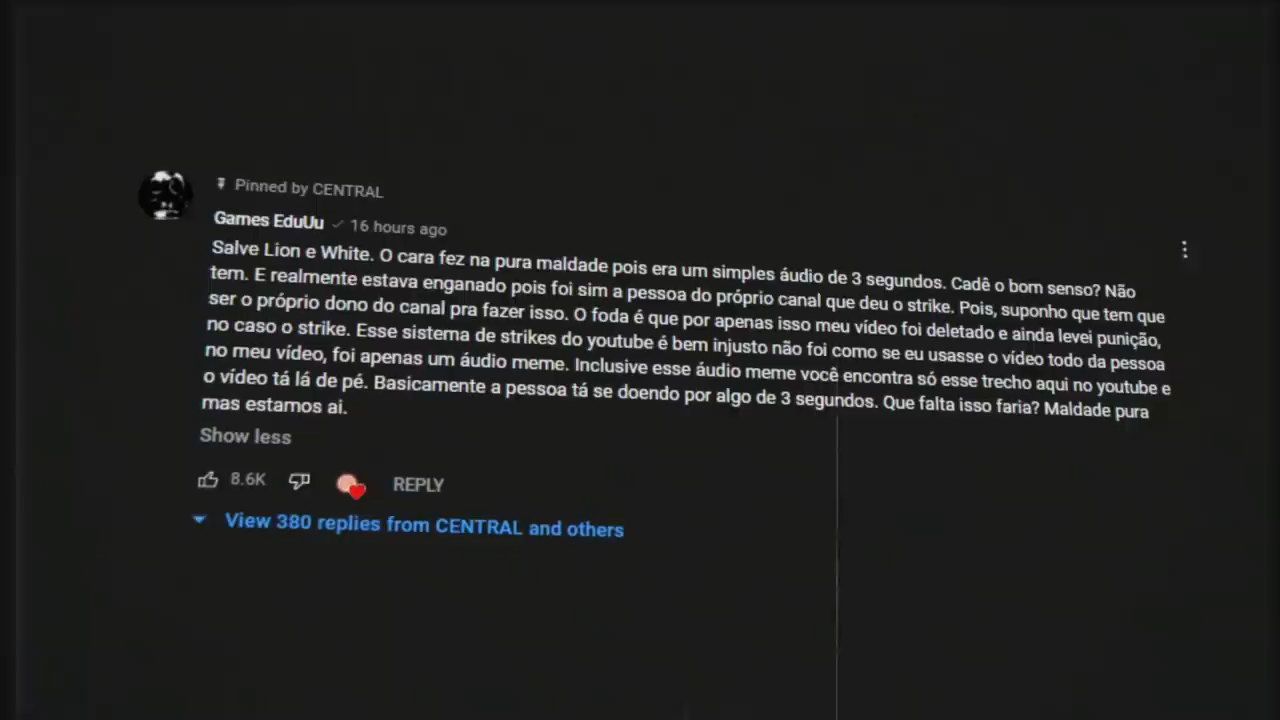 Pinned by CENTRAL
Games EduUu 16 hours ago
Salve Lion e White. O cara fez na pura maldade pois era um simples áudio de 3 segundos. Cadê o bom senso? Não
tem. E realmente estava enganado pois foi sim a pessoa do próprio canal que deu o strike. Pois, suponho que tem que
ser o próprio dono do canal pra fazer isso. O foda é que por apenas isso meu vídeo foi deletado e ainda levei punição,
no caso o strike. Esse sistema de strikes do youtube é bem injusto não foi como se eu usasse o vídeo todo da pessoa
no meu vídeo, foi apenas um áudio meme. Inclusive esse áudio meme você encontra só esse trecho aqui no youtube e
o vídeo tá lá de pé. Basicamente a pessoa tá se doendo por algo de 3 segundos. Que falta isso faria? Maldade pura
mas estamos ai.
Show less
8.6K REPLY
View 380 replies from CENTRAL and others